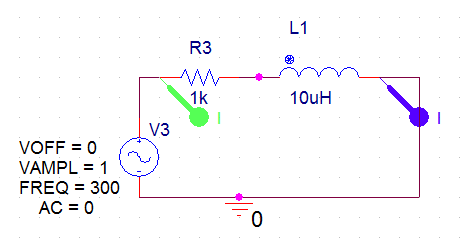 L1
R3
1k
10uH
I
I
V3
VOFF = 0
VAMPL = 1
FREQ = 300
AC = 0
0